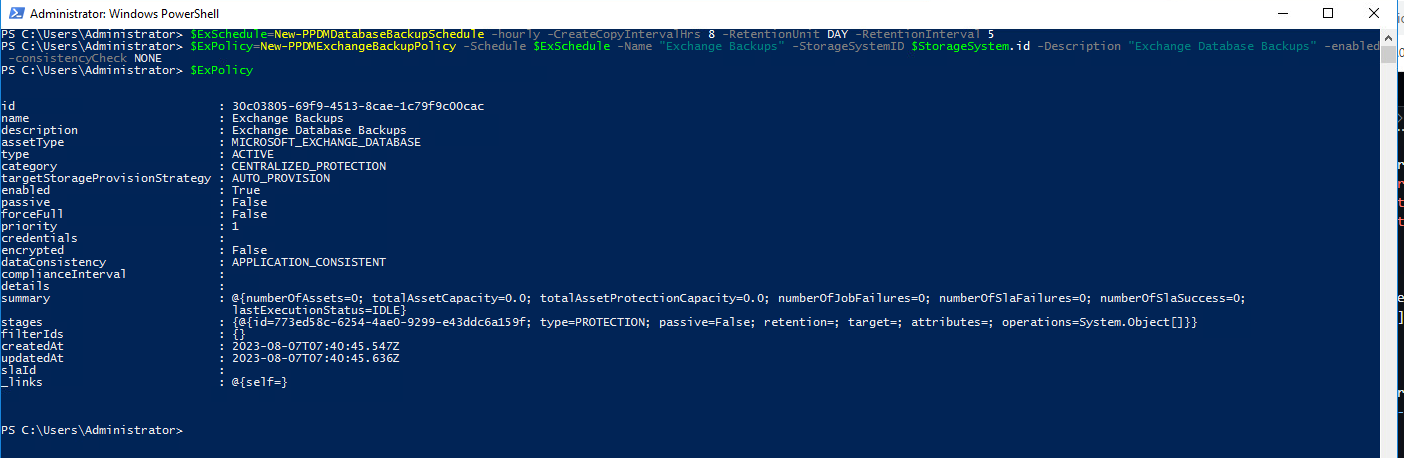 Administrator: Windows PowerShell
PS C:\Users\Administrator> $ExSchedule=New-PPDMDatabaseBackupSchedule -hourly -CreateCopyIntervalHrs 8 -RetentionUnit DAY -RetentionInterval 5
PS C:\Users\Administrator> $ExPolicy=New-PPDMExchangeBackupPolicy -Schedule $ExSchedule -Name "Exchange Backups" -StorageSystemID $StorageSystem.id -Description "Exchange Database Backups" -enabled
-consistencyCheck NONE
PS C:\Users\Administrator> $ExPolicy
id : 30c03805-69f9-4513-8cae-1c79f9c00cac
name : Exchange Backups
description : Exchange Database Backups
assetType : MICROSOFT_EXCHANGE_DATABASE
type : ACTIVE
category : CENTRALIZED_PROTECTION
targetStorageProvisionStrategy : AUTO_PROVISION
enabled : True
passive : False
forceFull : False
priority : 1
credentials :
encrypted : False
dataConsistency : APPLICATION_CONSISTENT
complianceInterval :
details :
summary : @{numberOfAssets=0; totalAssetCapacity=0.0; totalAssetProtectionCapacity=0.0; numberOfJobFailures=0; numberOfSlaFailures=0; numberOfSlaSuccess=0;
lastExecutionStatus=IDLE}
stages : {@{id=773ed58c-6254-4ae0-9299-e43ddc6a159f; type=PROTECTION; passive=False; retention=; target=; attributes=; operations=System.Object[]}}
filterIds : {}
createdAt : 2023-08-07T07:40:45.547Z
updatedAt : 2023-08-07T07:40:45.636Z
slaId :
_links : @{self=}
PS C:\Users\Administrator>